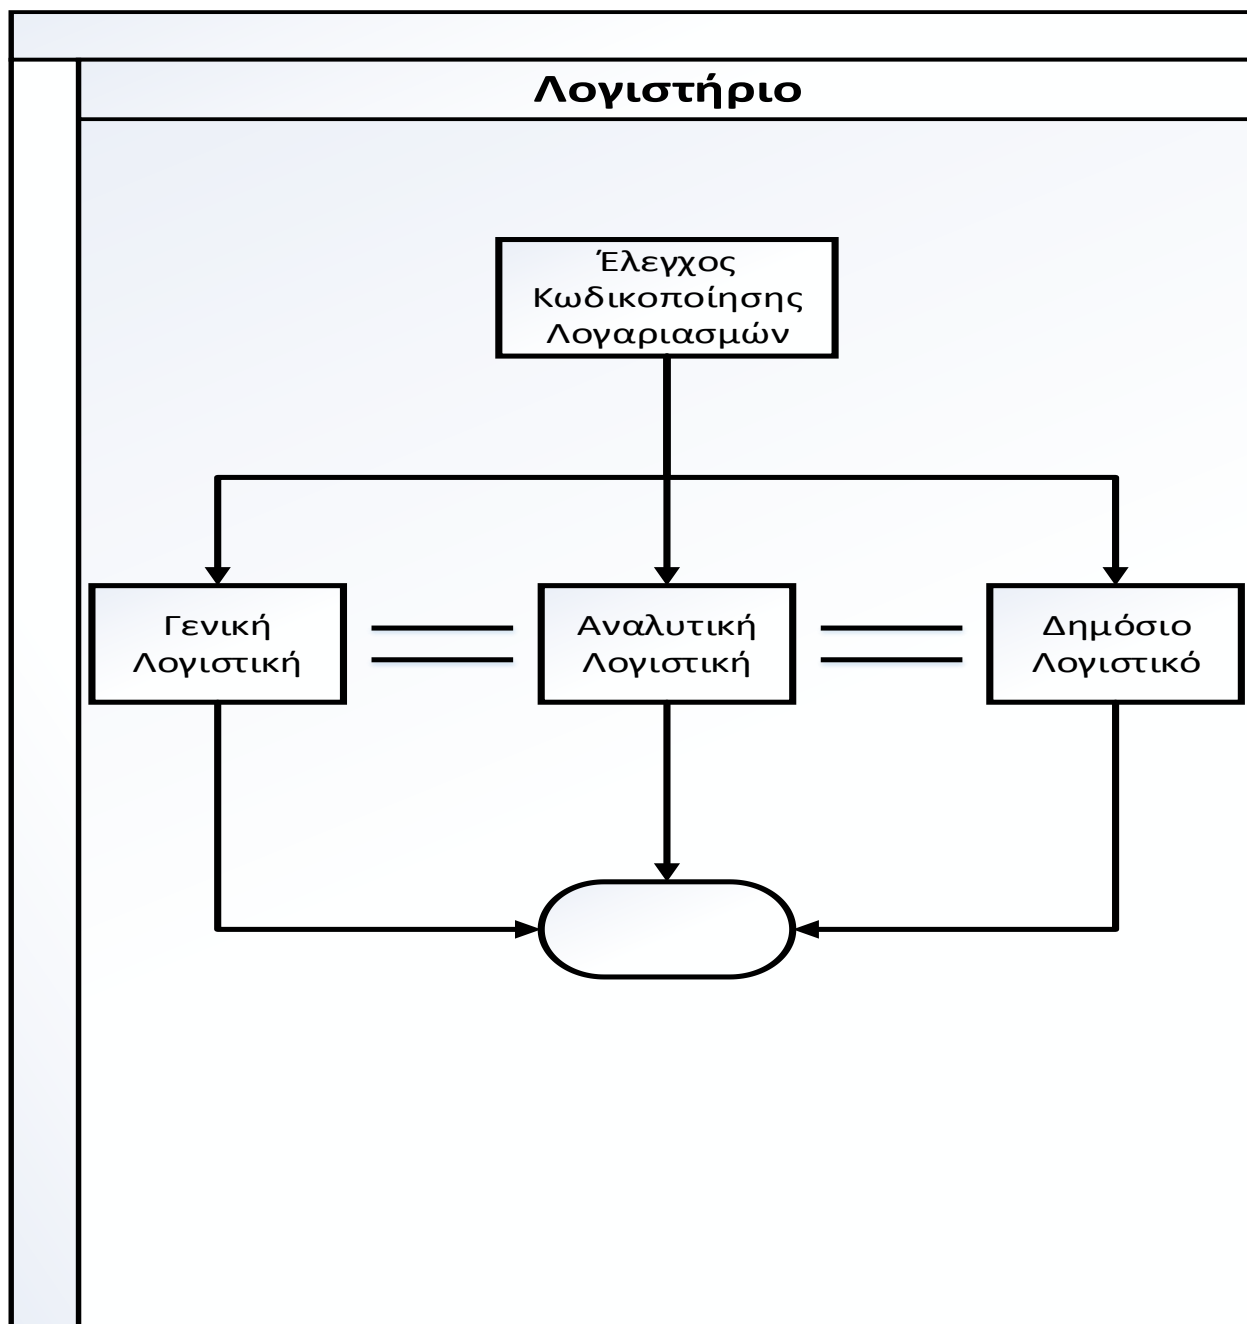 Λογιστήριο
Έλεγχος
Κωδικοποίησης
Λογαριασμών
Γενική
Λογιστική
Αναλυτική
Λογιστική
Δημόσιο
Λογιστικό